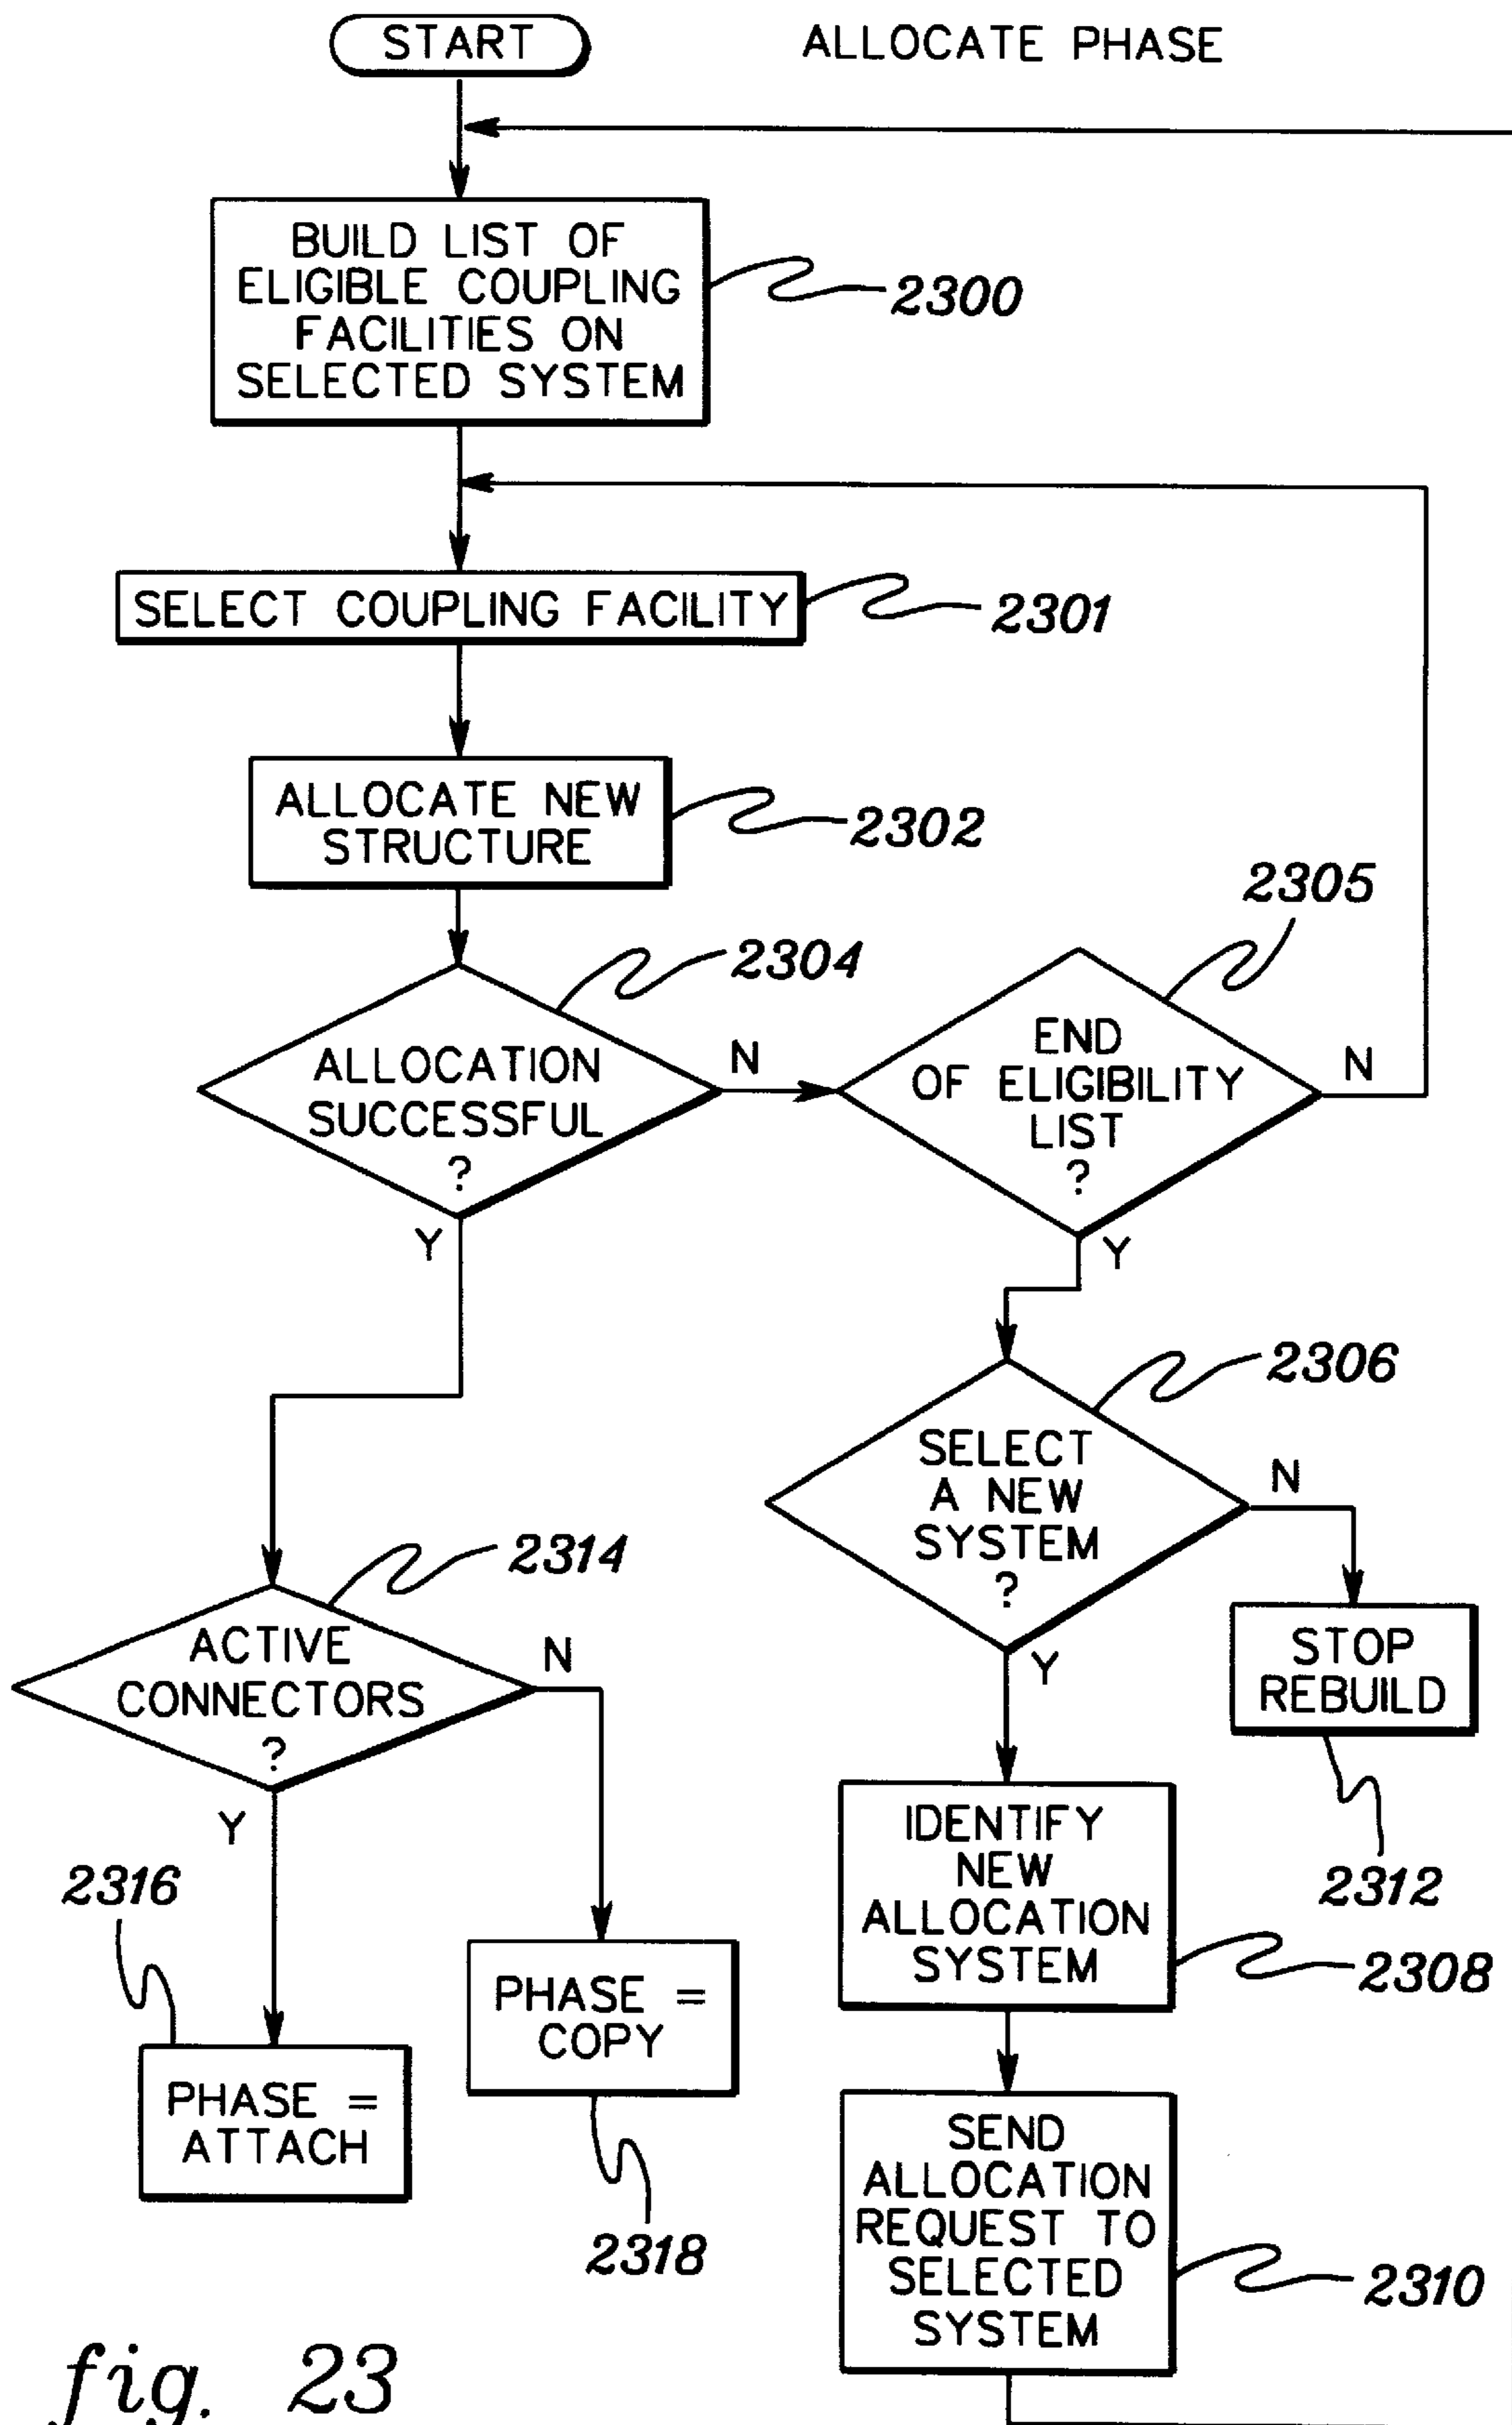 START
ALLOCATE PHASE
BUILD LIST OF
ELIGIBLE COUPLING
FACILITIES ON
SELECTED SYSTEM
2300
SELECT COUPLING FACILITY
2301
ALLOCATE NEW
STRUCTURE
2302
2304
ALLOCATION
SUCCESSFUL
?
N
Y
2305
END
OF ELIGIBILITY
LIST
?
N
Y
2306
SELECT
A NEW
SYSTEM
?
N
Y
STOP
REBUILD
2312
2314
ACTIVE
CONNECTORS
?
N
Y
2316
PHASE =
ATTACH
PHASE =
COPY
2318
IDENTIFY
NEW
ALLOCATION
SYSTEM
2308
SEND
ALLOCATION
REQUEST TO
SELECTED
SYSTEM
2310
fig. 23